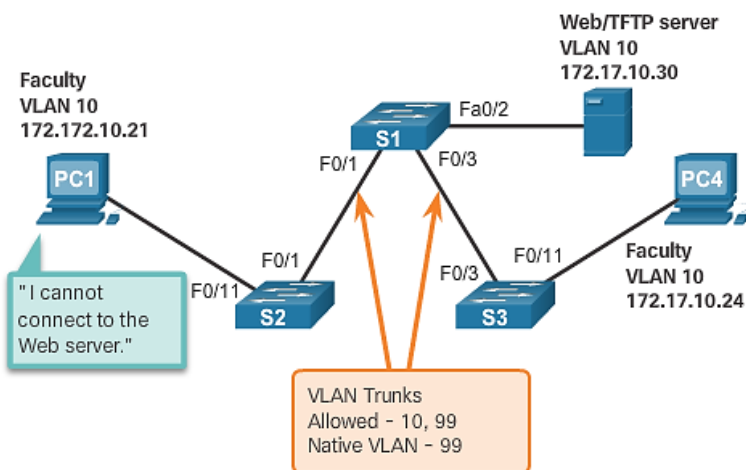 Web/TFTP server
VLAN 10
172.17.10.30
Faculty
VLAN 10
172.172.10.21
Fa0/2
S1
F0/1
F0/3
PC1
PC4
F0/1
F0/11
F0/3
F0/11
Faculty
VLAN 10
172.17.10.24
S2
S3
" I cannot
connect to the
Web server."
VLAN Trunks
Allowed - 10, 99
Native VLAN - 99